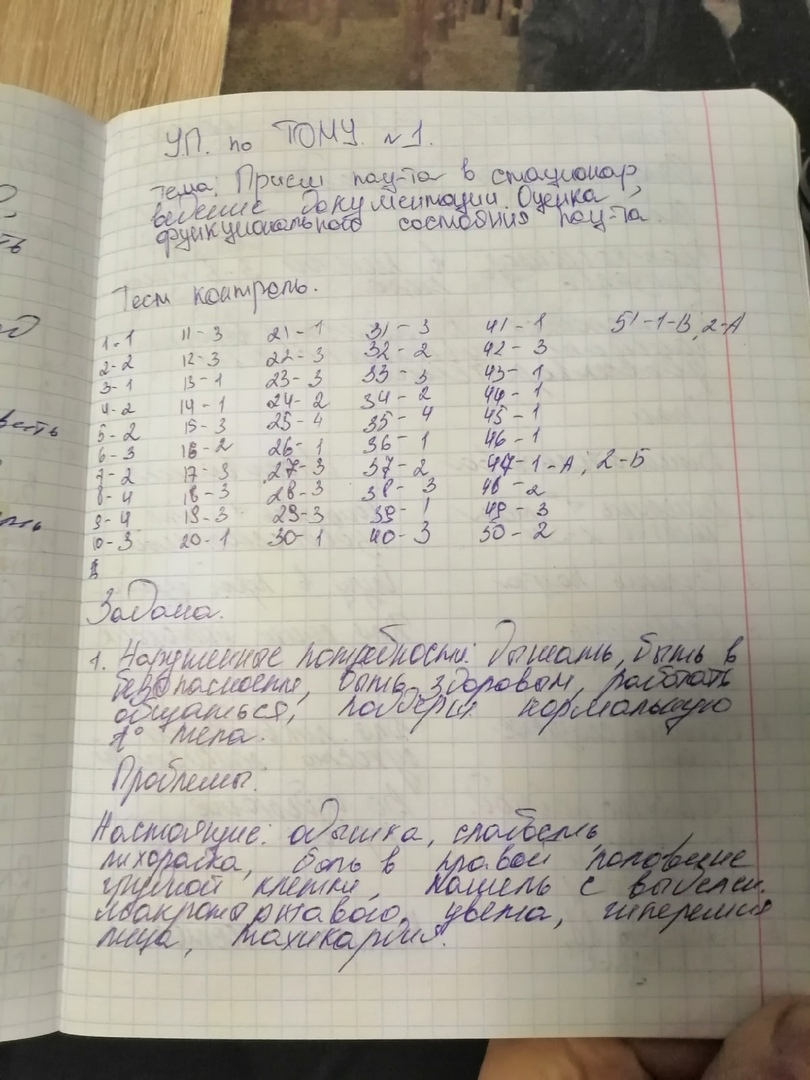 УП. по ТОМУ. №1.
тема: Прием пац-та в стационар,
ведение документации. Оценка
функционального состояния пац-та.
Тест контроль.
1-1 11-3 21-1 31-3 41-1 51-1-В, 2-А
2-2 12-3 22-3 32-2 42-3
3-1 13-1 23-3 33-3 43-1
4-2 14-1 24-2 34-2 44-1
5-2 15-3 25-4 35-4 45-1
6-3 16-2 26-1 36-1 46-1
7-2 17-3 27-3 37-2 47-1-А; 2-Б
8-4 18-3 28-3 38-3 48-2
9-4 19-3 29-3 39-1 49-3
10-3 20-1 30-1 40-3 50-2
Задача.
1. Нарушенные потребности: дышать, быть в
безопасности, быть здоровым, работать
общаться, поддерж нормальную
t° тела.
Проблемы:
Настоящие: одышка, слабость,
лихорадка, боль в правой половине
грудной клетки, кашель с выделен.
мокроты ржавого цвета, гиперемия
лица, тахикардия.